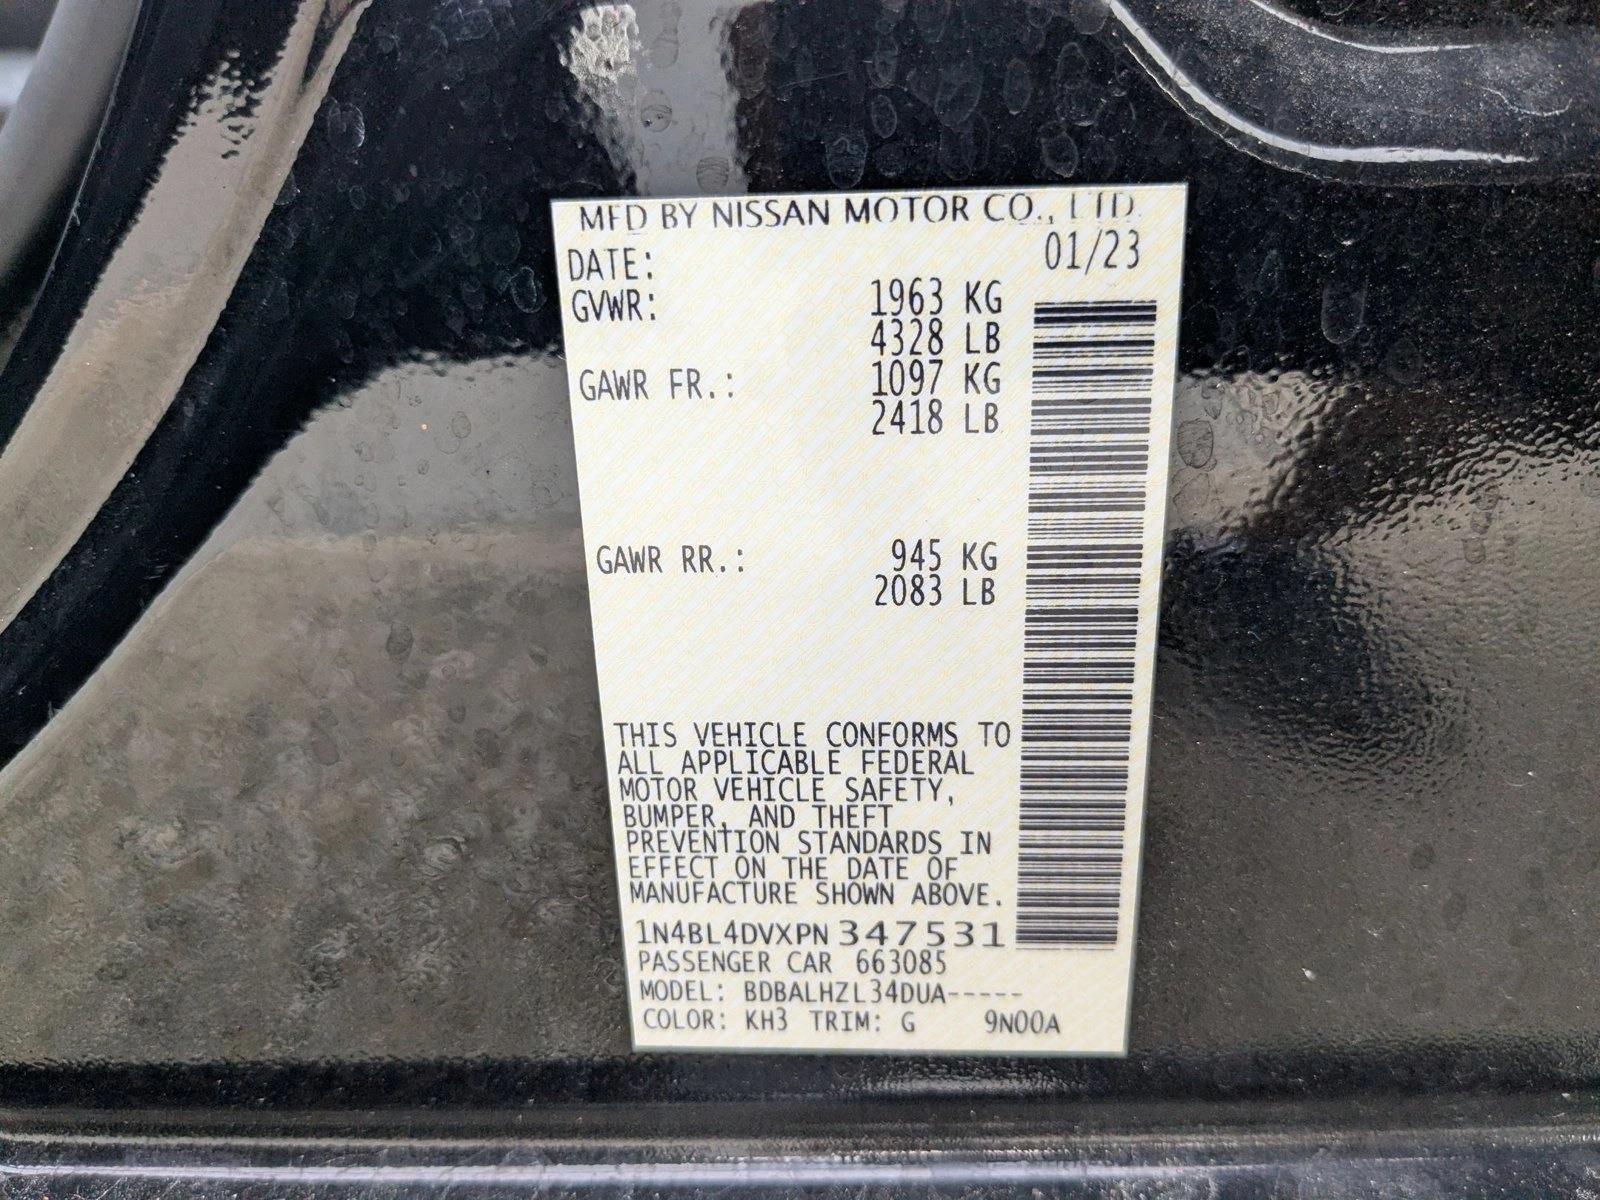 MFD BY NISSAN MOTOR CO., LTD.
DATE: 01/23
GVWR: 1963 KG
4328 LB
GAWR FR.: 1097 KG
2418 LB
GAWR RR.: 945 KG
2083 LB
THIS VEHICLE CONFORMS TO
ALL APPLICABLE FEDERAL
MOTOR VEHICLE SAFETY,
BUMPER, AND THEFT
PREVENTION STANDARDS IN
EFFECT ON THE DATE OF
MANUFACTURE SHOWN ABOVE.
1N4BL4DVXPN347531
PASSENGER CAR 663085
MODEL: BDBALHZL34DUA-----
COLOR: KH3 TRIM: G 9N00A